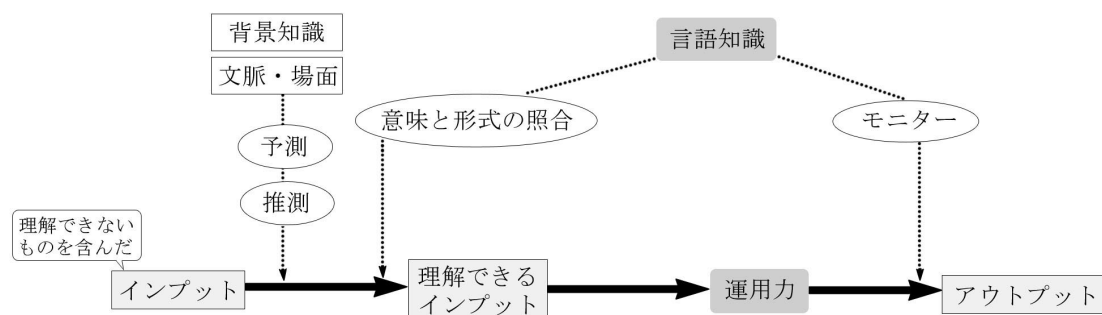 背景知識
文脈・場面
言語知識
意味と形式の照合
モニター
予測
推測
理解できない
ものを含んだ
インプット
理解できる
インプット
運用力
アウトプット